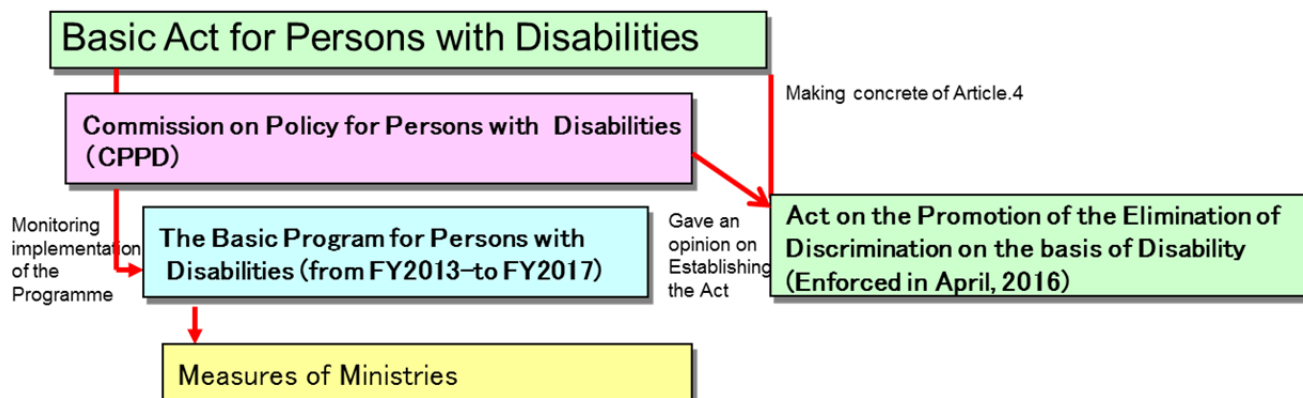 Basic Act for Persons with Disabilities
Making concrete of Article.4
Commission on Policy for Persons with Disabilities
(CPPD)
Monitoring
implementation
of the
Programme
The Basic Program for Persons with
Disabilities (from FY2013-to FY2017)
Gave an
opinion on
Establishing
the Act
Act on the Promotion of the Elimination of
Discrimination on the basis of Disability
(Enforced in April, 2016)
Measures of Ministries